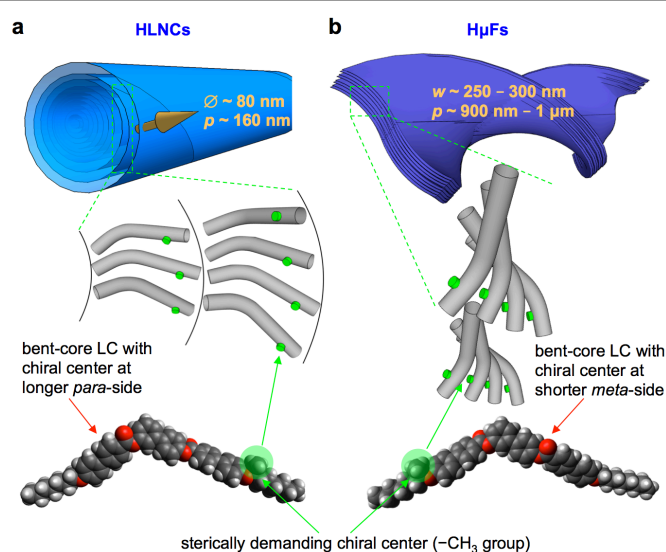 a
HLNCs
Ø ~ 80 nm
p ~ 160 nm
b
HµFs
w ~ 250 – 300 nm
p ~ 900 nm – 1 µm
bent-core LC with
chiral center at
longer para-side
bent-core LC with
chiral center at
shorter meta-side
sterically demanding chiral center (−CH₃ group)